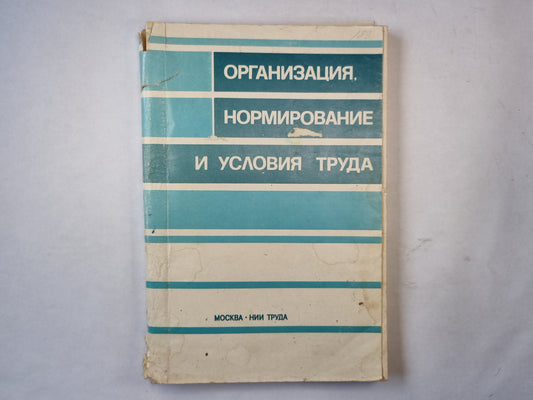 ОРГАНИЗАЦИЯ,
НОРМИРОВАНИЕ
И УСЛОВИЯ ТРУДА
МОСКВА · НИИ ТРУДА